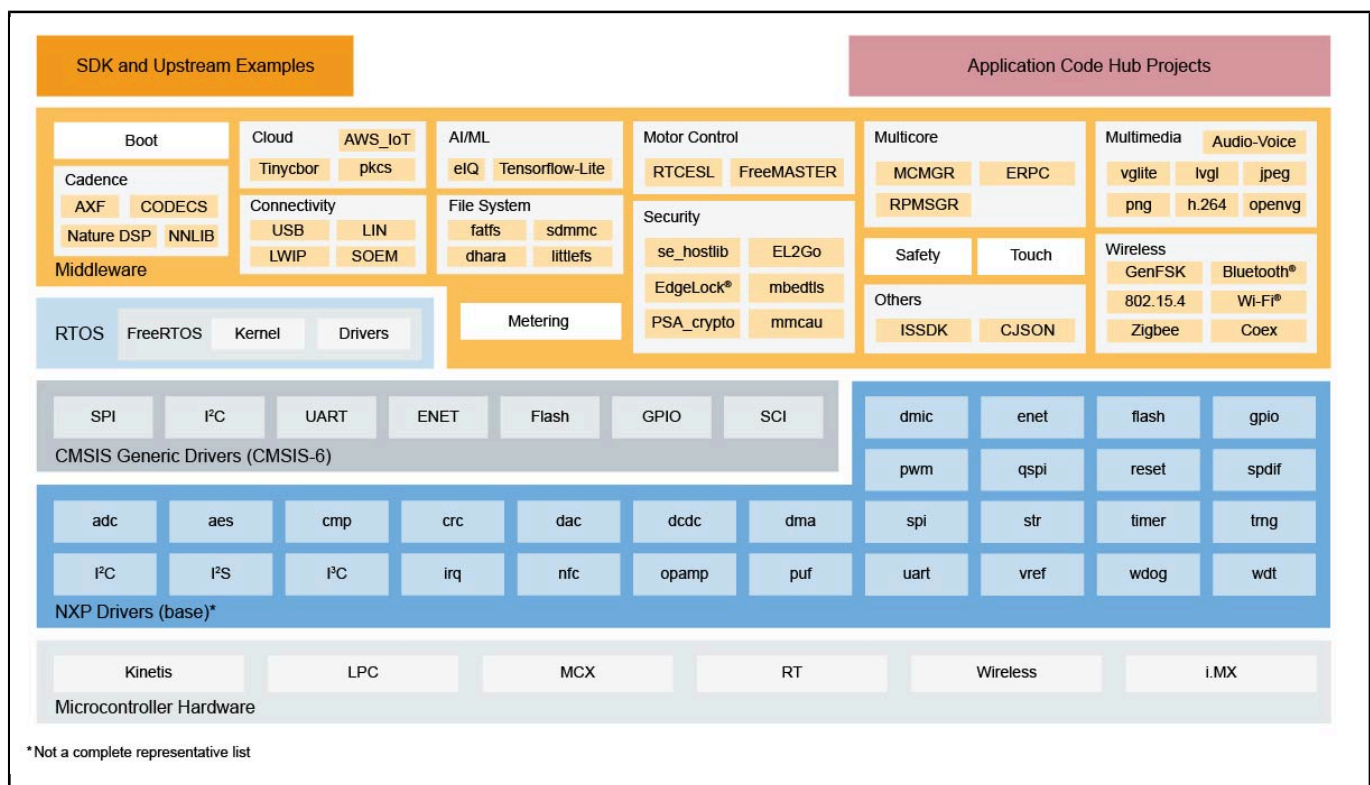 SDK and Upstream Examples
Application Code Hub Projects
Boot
Cadence
AXF CODECS
Nature DSP NNLIB
Middleware
Cloud AWS_IoT
Tinycbor pkcs
Connectivity
USB LIN
LWIP SOEM
AI/ML
eIQ Tensorflow-Lite
File System
fatfs sdmmc
dhara littlefs
Metering
Motor Control
RTCESL FreeMASTER
Security
se_hostlib EL2Go
EdgeLock® mbedtls
PSA_crypto mmcau
Multicore
MCMGR ERPC
RPMSGR
Safety Touch
Others
ISSDK CJSON
Multimedia Audio-Voice
vglite lvgl jpeg
png h.264 openvg
Wireless
GenFSK Bluetooth®
802.15.4 Wi-Fi®
Zigbee Coex
RTOS FreeRTOS Kernel Drivers
SPI I²C UART ENET Flash GPIO SCI
CMSIS Generic Drivers (CMSIS-6)
dmic enet flash gpio
pwm qspi reset spdif
adc aes cmp crc dac dcdc dma spi str timer trng
I²C I²S I³C irq nfc opamp puf uart vref wdog wdt
NXP Drivers (base)*
Kinetis LPC MCX RT Wireless i.MX
Microcontroller Hardware
*Not a complete representative list